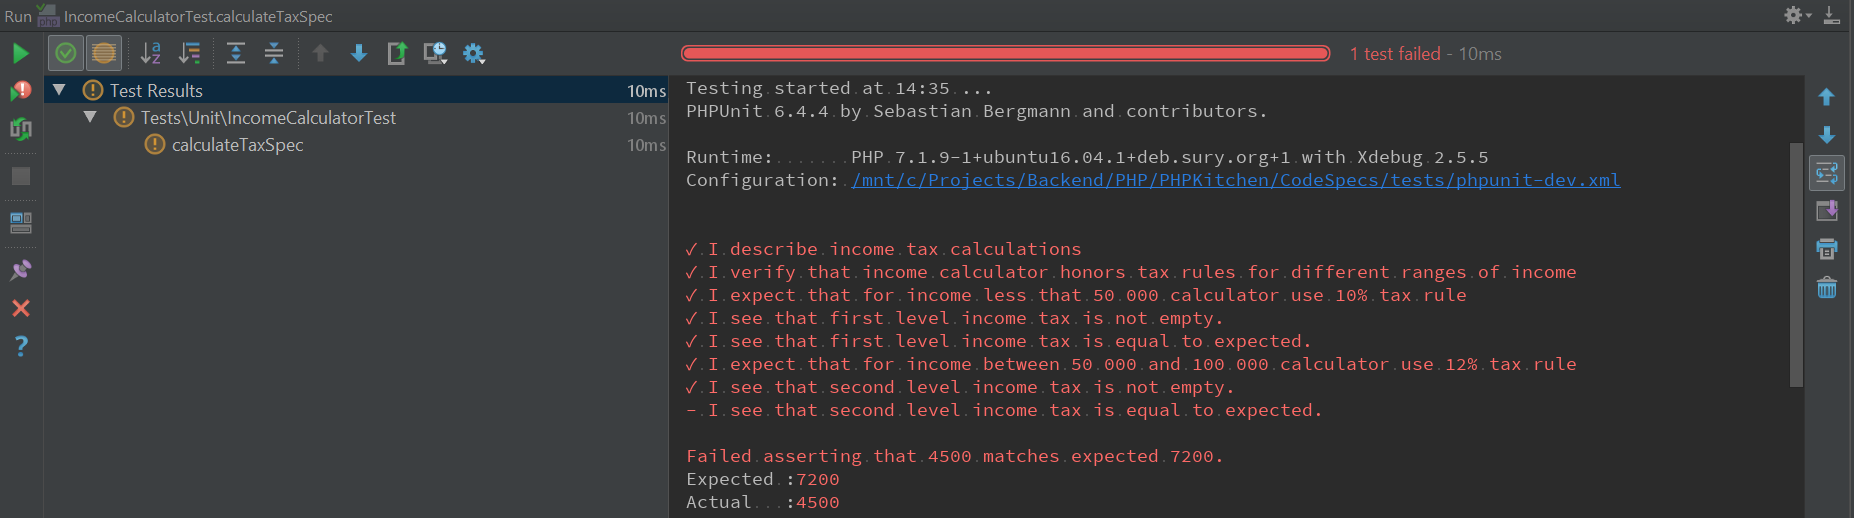 Run php IncomeCalculatorTest.calculateTaxSpec
1 test failed - 10ms
Test Results 10ms
Tests\Unit\IncomeCalculatorTest 10ms
calculateTaxSpec 10ms
Testing started at 14:35 ...
PHPUnit 6.4.4 by Sebastian Bergmann and contributors.
Runtime: PHP 7.1.9-1+ubuntu16.04.1+deb.sury.org+1 with Xdebug 2.5.5
Configuration: /mnt/c/Projects/Backend/PHP/PHPKitchen/CodeSpecs/tests/phpunit-dev.xml
✓ I describe income tax calculations
✓ I verify that income calculator honors tax rules for different ranges of income
✓ I expect that for income less that 50 000 calculator use 10% tax rule
✓ I see that first level income tax is not empty.
✓ I see that first level income tax is equal to expected.
✓ I expect that for income between 50 000 and 100 000 calculator use 12% tax rule
✓ I see that second level income tax is not empty.
- I see that second level income tax is equal to expected.
Failed asserting that 4500 matches expected 7200.
Expected :7200
Actual   :4500